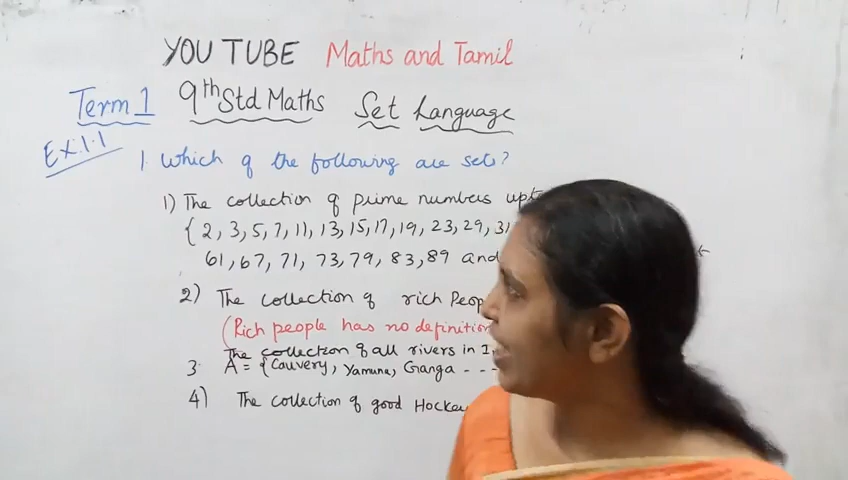 YOU TUBE Maths and Tamil
Term 1 9th Std Maths Set Language
Ex.1.1
1. Which of the following are sets?
1) The collection of prime numbers upto
{2, 3, 5, 7, 11, 13, 15, 17, 19, 23, 29, 31
61, 67, 71, 73, 79, 83, 89 and
2) The collection of rich Peop
(Rich people has no definition
The collection of all rivers in I
3. A = {Cauvery, Yamuna, Ganga - - -
4) The collection of good Hockey